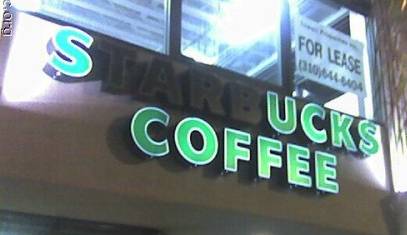 FOR LEASE
(310)644-6404
STARBUCKS
COFFEE